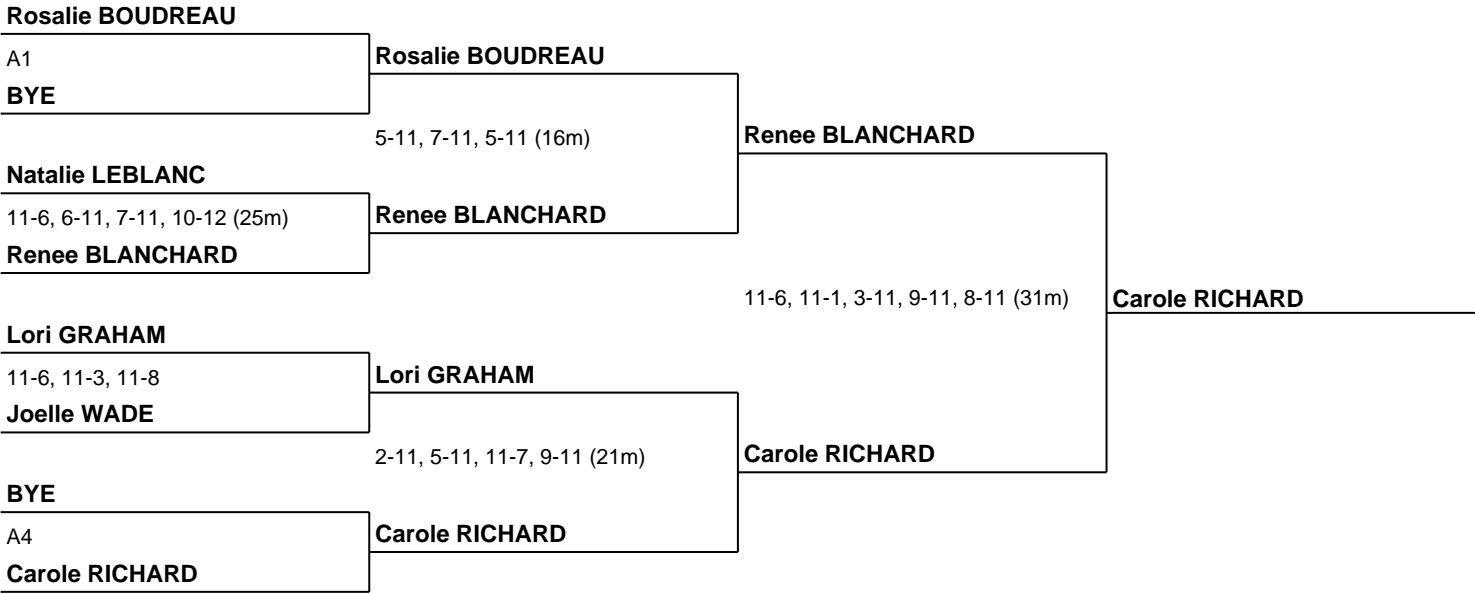 Rosalie BOUDREAU
A1
BYE
Rosalie BOUDREAU
5-11, 7-11, 5-11 (16m)
Renee BLANCHARD
Natalie LEBLANC
11-6, 6-11, 7-11, 10-12 (25m)
Renee BLANCHARD
Renee BLANCHARD
11-6, 11-1, 3-11, 9-11, 8-11 (31m)
Carole RICHARD
Lori GRAHAM
11-6, 11-3, 11-8
Joelle WADE
Lori GRAHAM
2-11, 5-11, 11-7, 9-11 (21m)
Carole RICHARD
BYE
A4
Carole RICHARD
Carole RICHARD